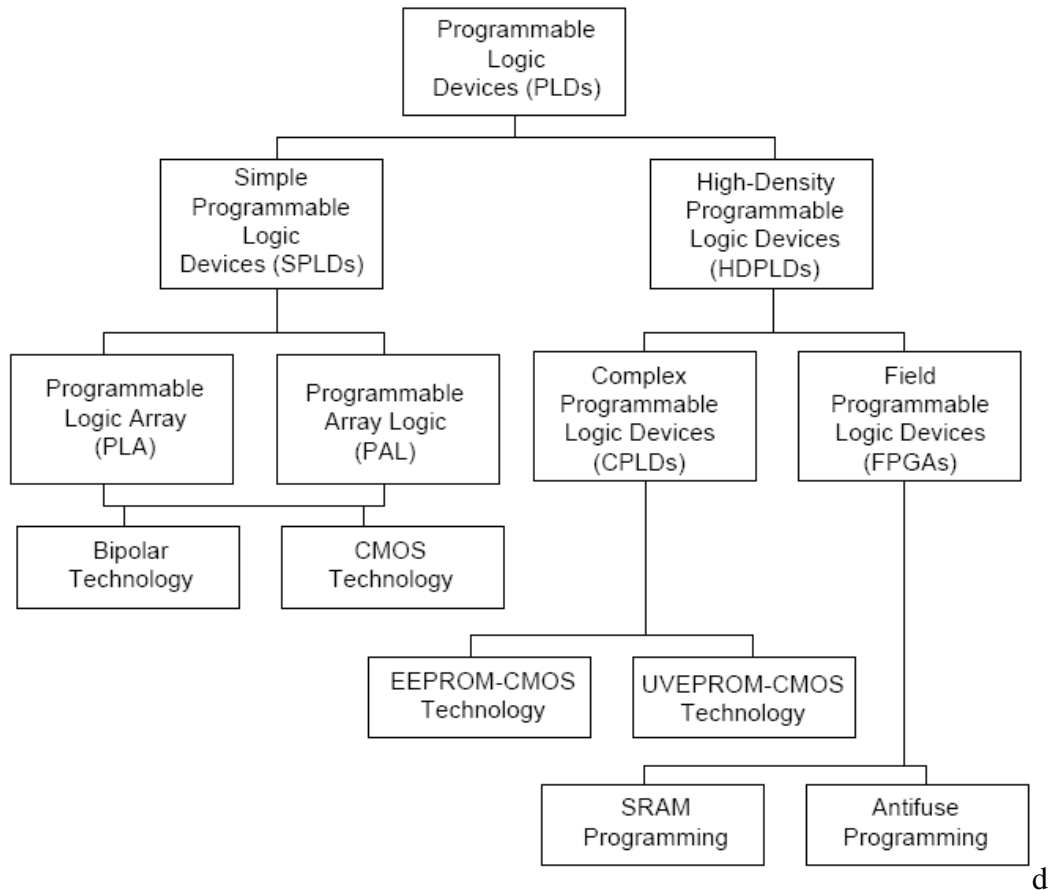 Programmable
Logic
Devices (PLDs)
Simple
Programmable
Logic
Devices (SPLDs)
High-Density
Programmable
Logic Devices
(HDPLDs)
Programmable
Logic Array
(PLA)
Programmable
Array Logic
(PAL)
Complex
Programmable
Logic Devices
(CPLDs)
Field
Programmable
Logic Devices
(FPGAs)
Bipolar
Technology
CMOS
Technology
EEPROM-CMOS
Technology
UVEPROM-CMOS
Technology
SRAM
Programming
Antifuse
Programming
d